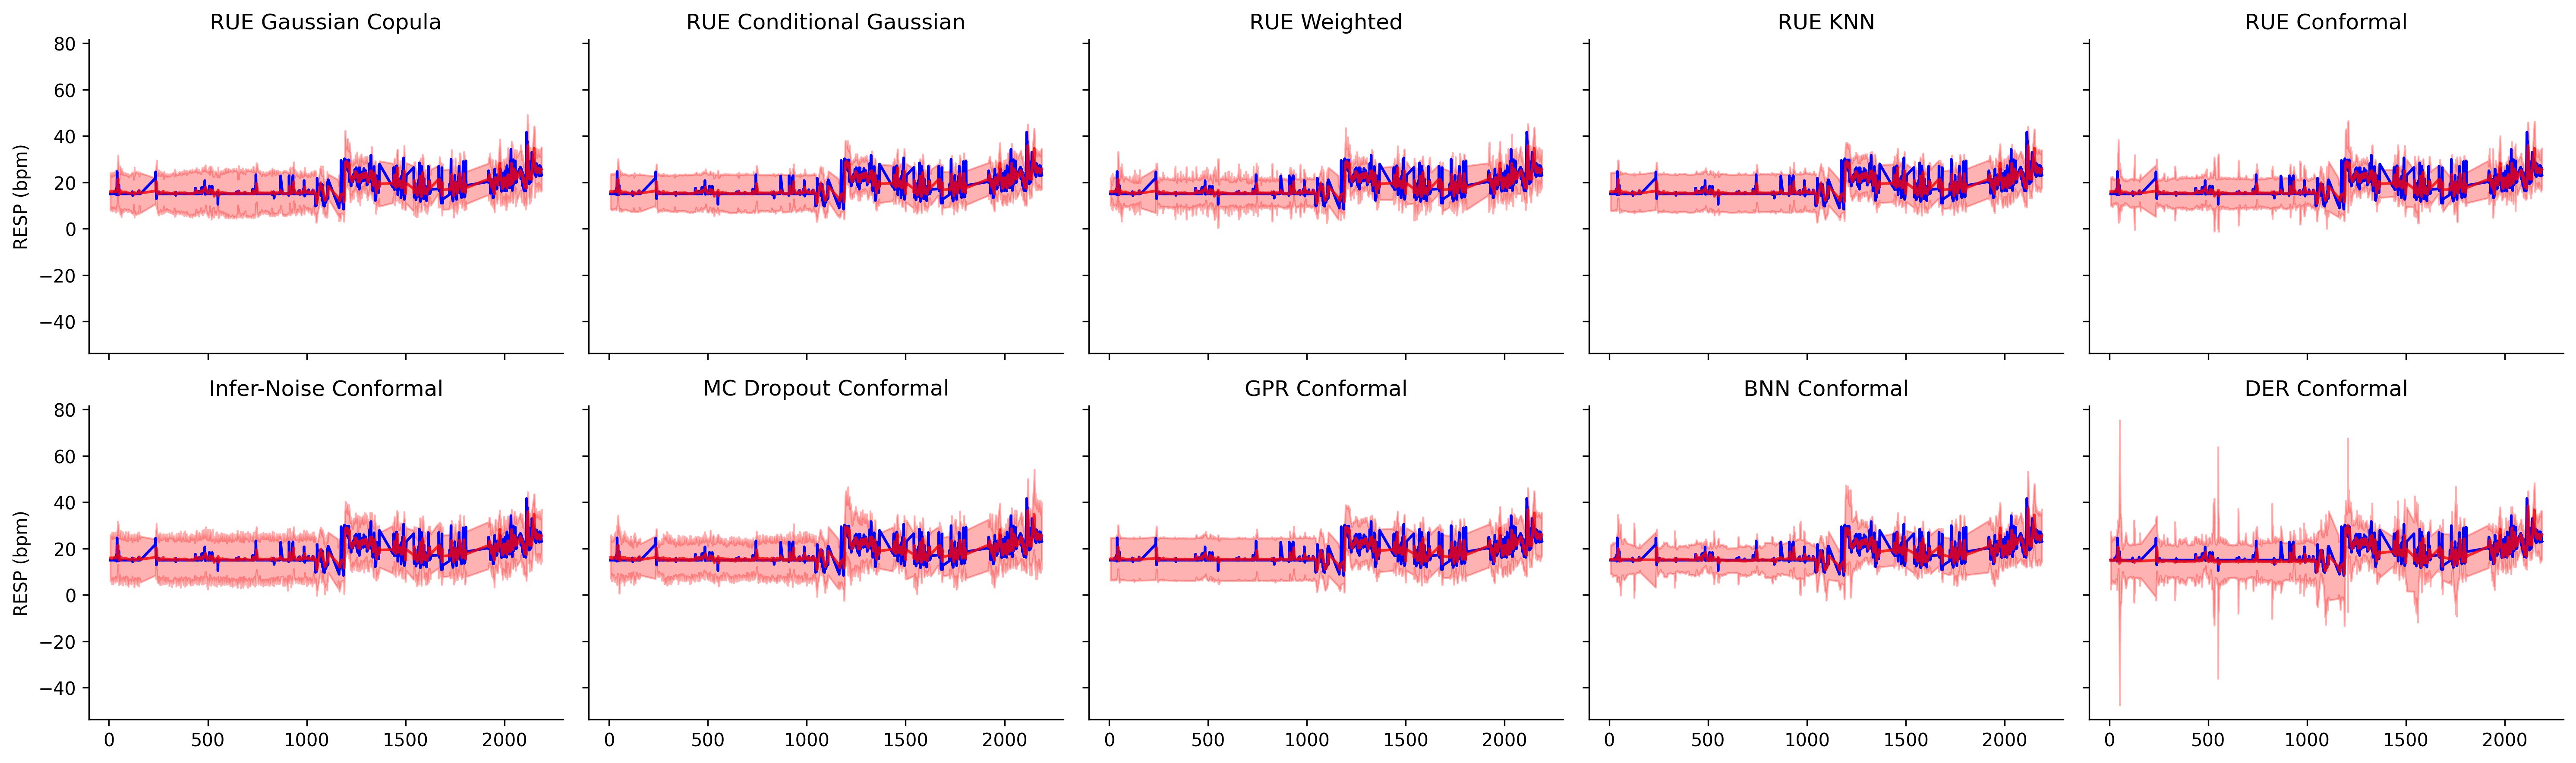 RUE Gaussian Copula
RUE Conditional Gaussian
RUE Weighted
RUE KNN
RUE Conformal
80
60
40
20
0
−20
−40
RESP (bpm)
Infer-Noise Conformal
MC Dropout Conformal
GPR Conformal
BNN Conformal
DER Conformal
80
60
40
20
0
−20
−40
RESP (bpm)
0 500 1000 1500 2000
0 500 1000 1500 2000
0 500 1000 1500 2000
0 500 1000 1500 2000
0 500 1000 1500 2000